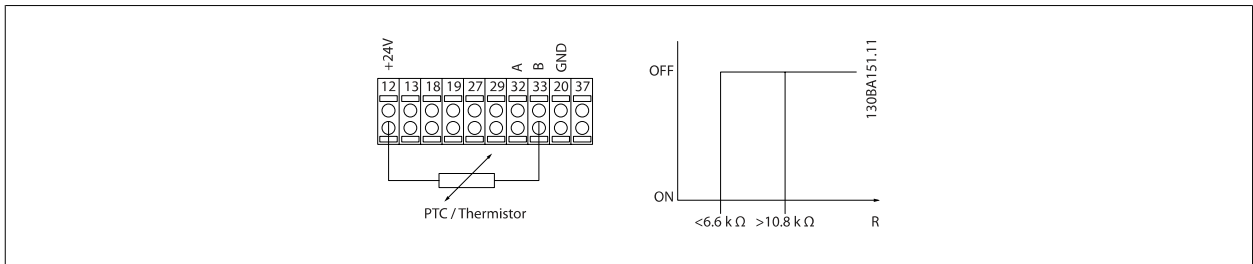 +24V
A
B
GND
12 13 18 19 27 29 32 33 20 37
PTC / Thermistor
OFF
ON
<6.6 k Ω >10.8 k Ω R
130BA151.11